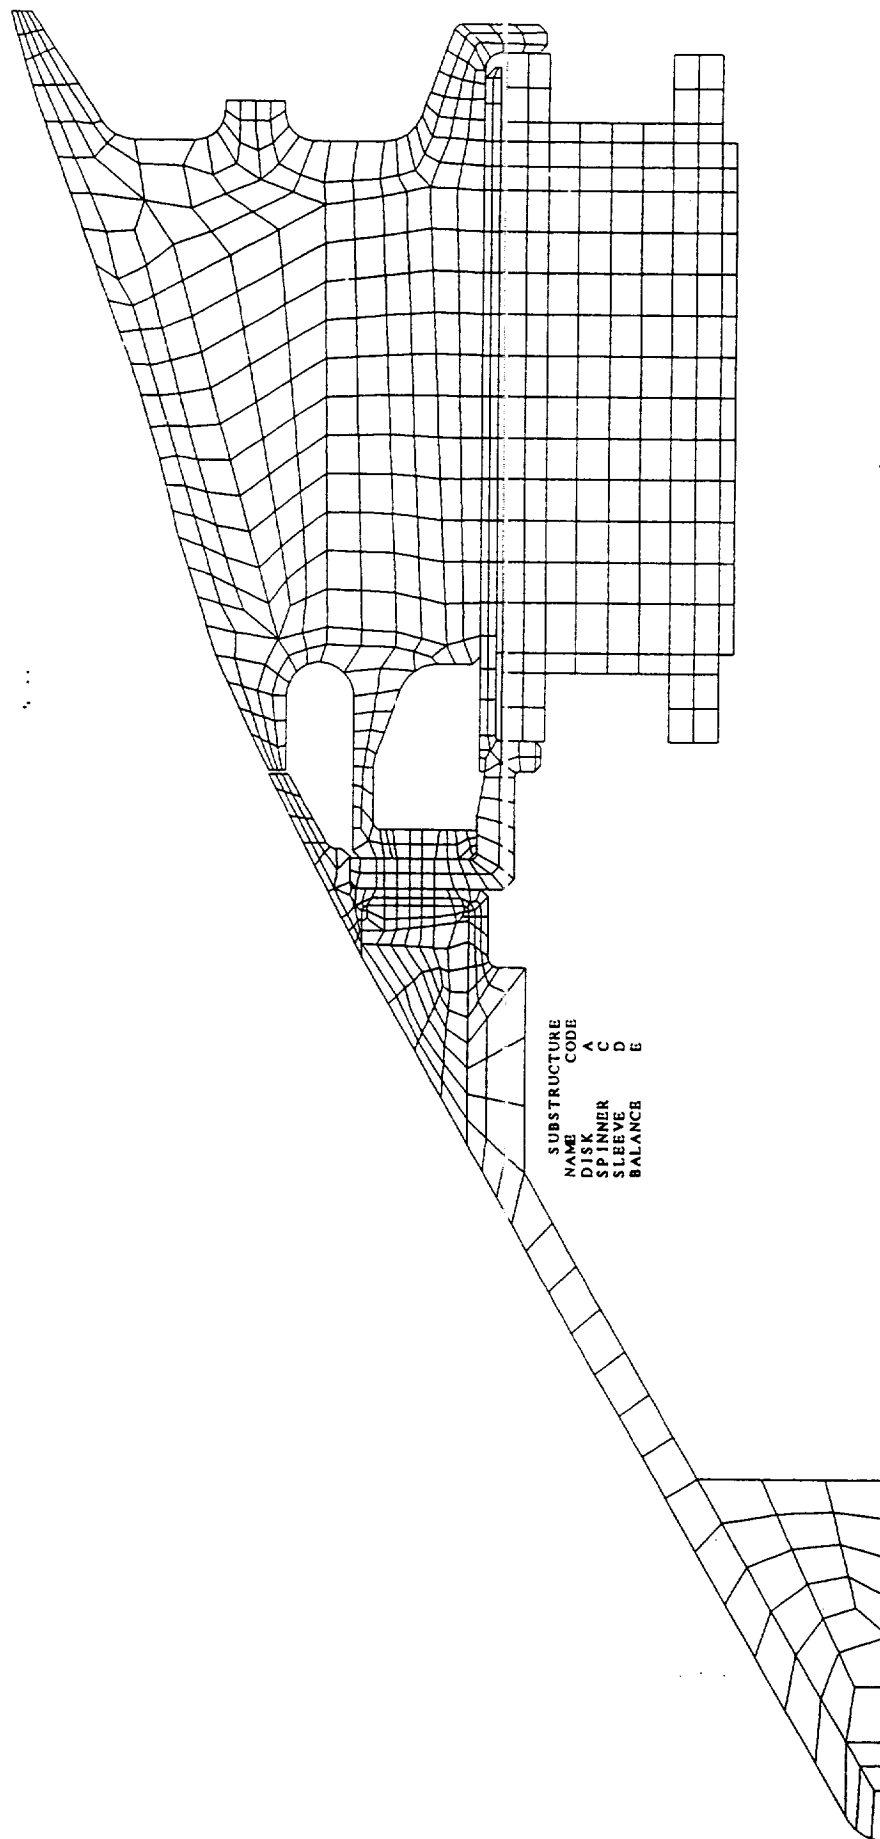 SUBSTRUCTURE
NAME CODE
DISK A
SPINNER C
SLEEVE D
BALANCE E